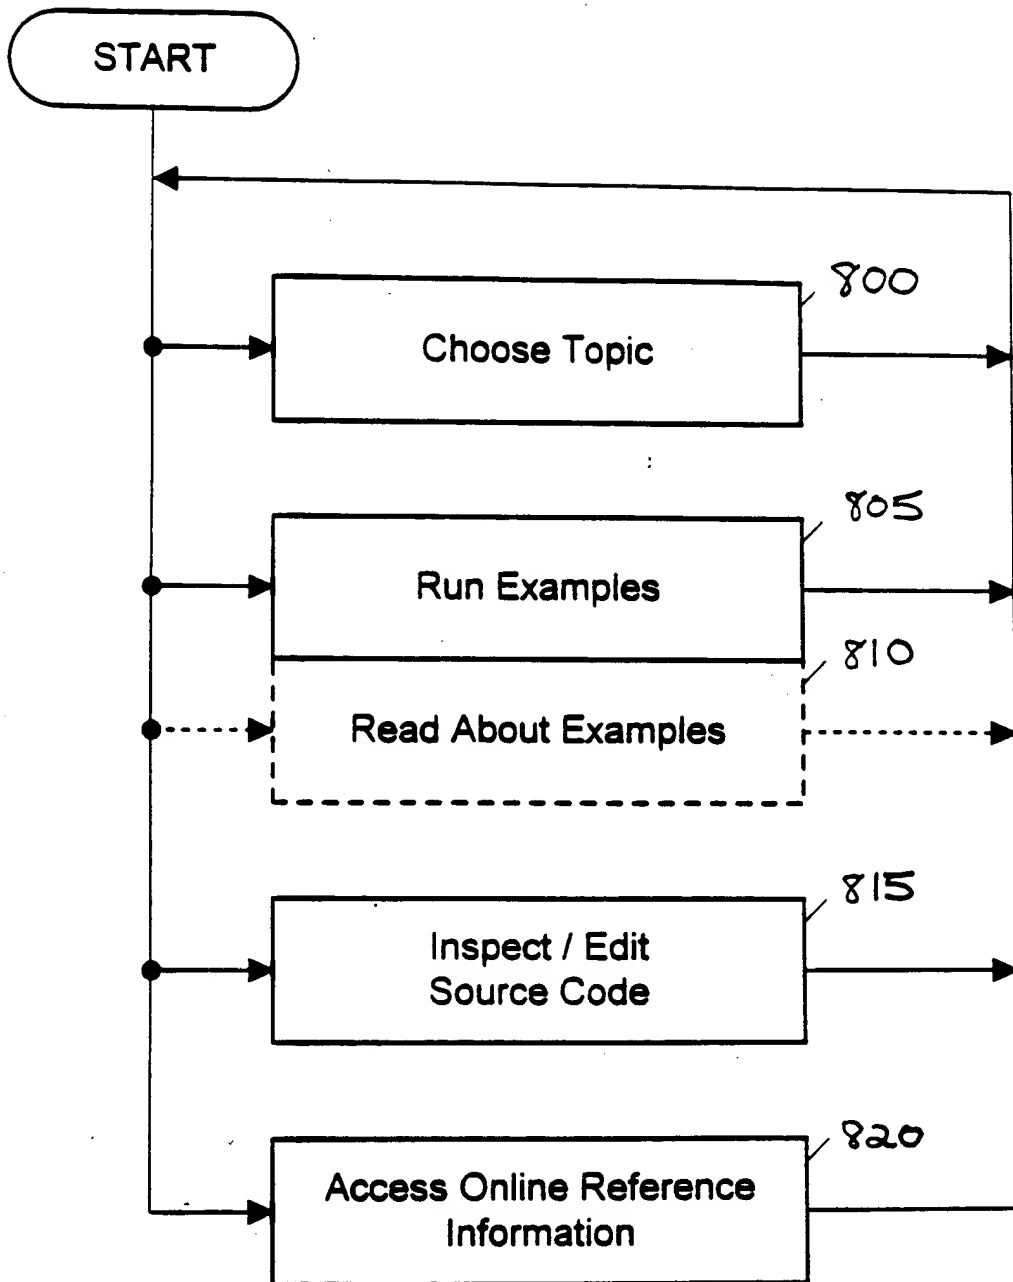 START
800
Choose Topic
805
Run Examples
810
Read About Examples
815
Inspect / Edit
Source Code
820
Access Online Reference
Information